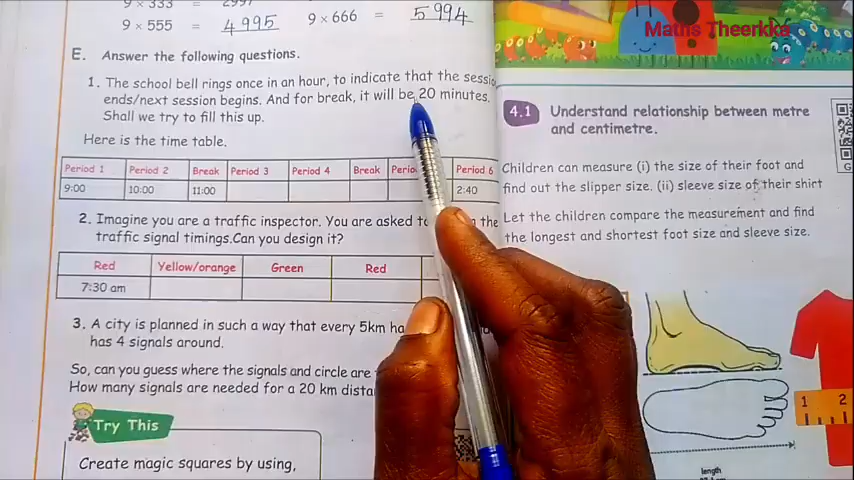 9 × 333 = 2997
9 × 555 = 4995 9 × 666 = 5994
E. Answer the following questions.
1. The school bell rings once in an hour, to indicate that the sessio
ends/next session begins. And for break, it will be 20 minutes.
Shall we try to fill this up.
Here is the time table.
Period 1 Period 2 Break Period 3 Period 4 Break Perio Period 6
9:00 10:00 11:00 2:40
2. Imagine you are a traffic inspector. You are asked to the
traffic signal timings.Can you design it?
Red Yellow/orange Green Red
7:30 am
3. A city is planned in such a way that every 5km ha
has 4 signals around.
So, can you guess where the signals and circle are
How many signals are needed for a 20 km dista
Try This
Create magic squares by using,
Maths Theerkka
4.1 Understand relationship between metre
and centimetre.
Children can measure (i) the size of their foot and
find out the slipper size. (ii) sleeve size of their shirt
Let the children compare the measurement and find
the longest and shortest foot size and sleeve size.
1 2
length